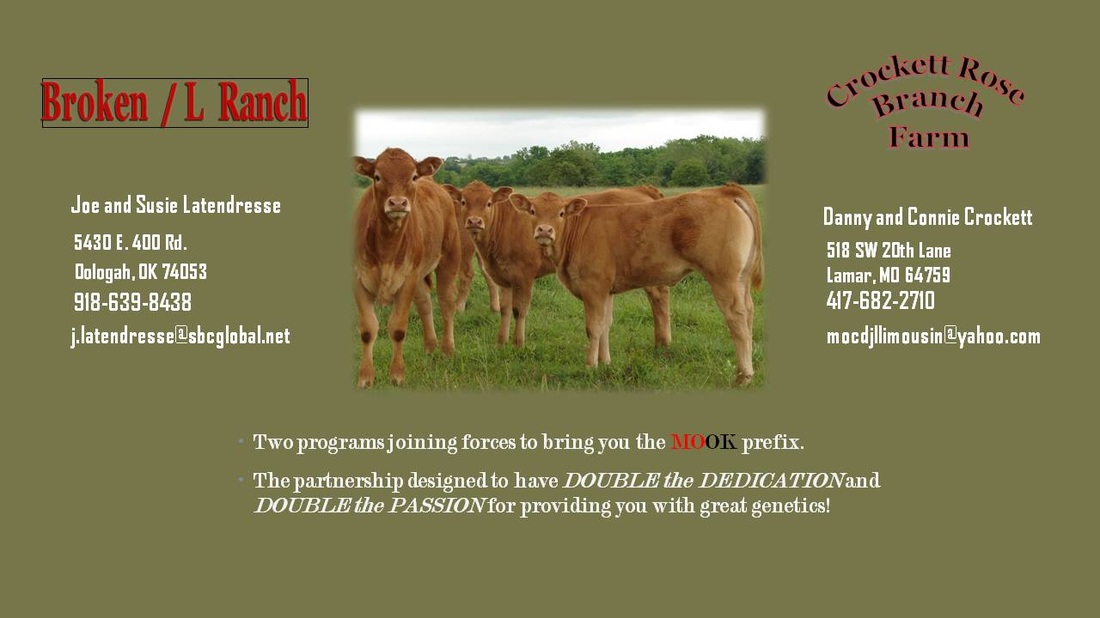 Broken / L Ranch
Joe and Susie Latendresse
5430 E. 400 Rd.
Oologah, OK 74053
918-639-8438
j.latendresse@sbcglobal.net
Crockett Rose
Branch
Farm
Danny and Connie Crockett
518 SW 20th Lane
Lamar, MO 64759
417-682-2710
mocdjllimousin@yahoo.com
• Two programs joining forces to bring you the MOOK prefix.
• The partnership designed to have DOUBLE the DEDICATION and
DOUBLE the PASSION for providing you with great genetics!